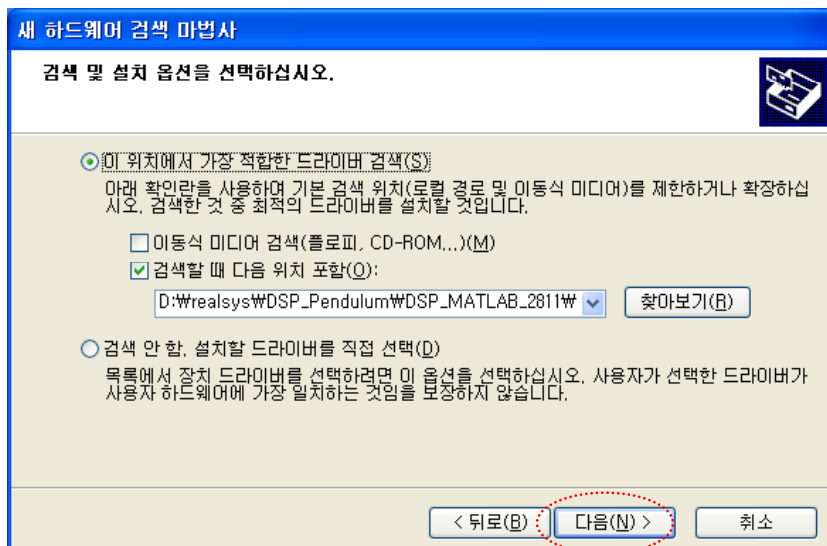 새 하드웨어 검색 마법사
검색 및 설치 옵션을 선택하십시오.
이 위치에서 가장 적합한 드라이버 검색(S)
아래 확인란을 사용하여 기본 검색 위치(로컬 경로 및 이동식 미디어)를 제한하거나 확장하십
시오. 검색한 것 중 최적의 드라이버를 설치할 것입니다.
이동식 미디어 검색(플로피, CD-ROM...)(M)
검색할 때 다음 위치 포함(O):
D:₩realsys₩DSP_Pendulum₩DSP_MATLAB_2811₩
찾아보기(R)
검색 안 함. 설치할 드라이버를 직접 선택(D)
목록에서 장치 드라이버를 선택하려면 이 옵션을 선택하십시오. 사용자가 선택한 드라이버가
사용자 하드웨어에 가장 일치하는 것임을 보장하지 않습니다.
< 뒤로(B) 다음(N) > 취소